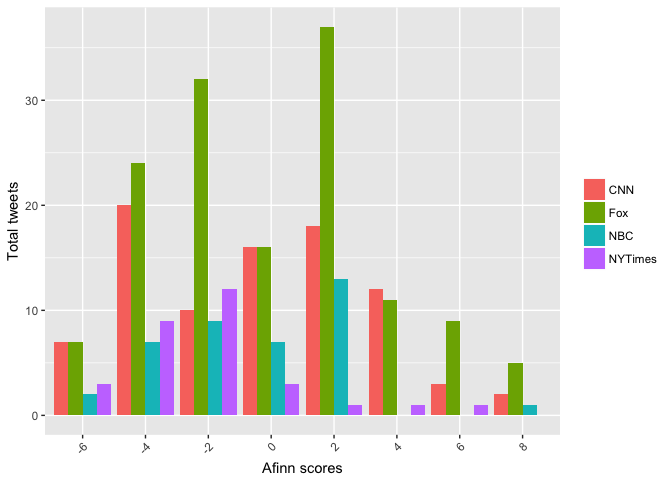 Total tweets
30
20
10
0
-6 -4 -2 0 2 4 6 8
Afinn scores
CNN
Fox
NBC
NYTimes